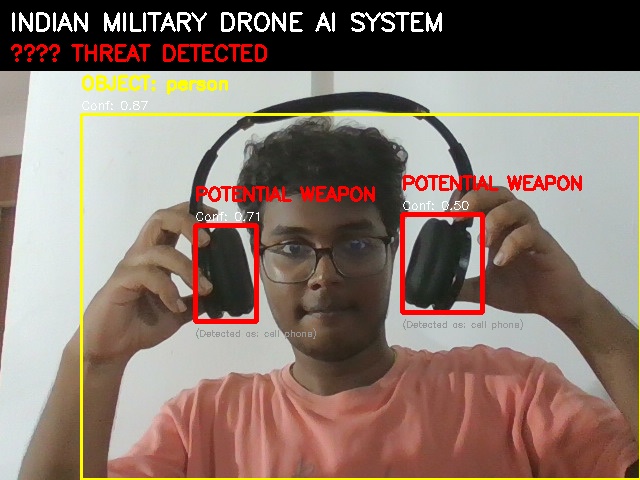 INDIAN MILITARY DRONE AI SYSTEM
???? THREAT DETECTED
OBJECT: person
Conf: 0.87
POTENTIAL WEAPON
Conf: 0.71
(Detected as: cell phone)
POTENTIAL WEAPON
Conf: 0.50
(Detected as: cell phone)